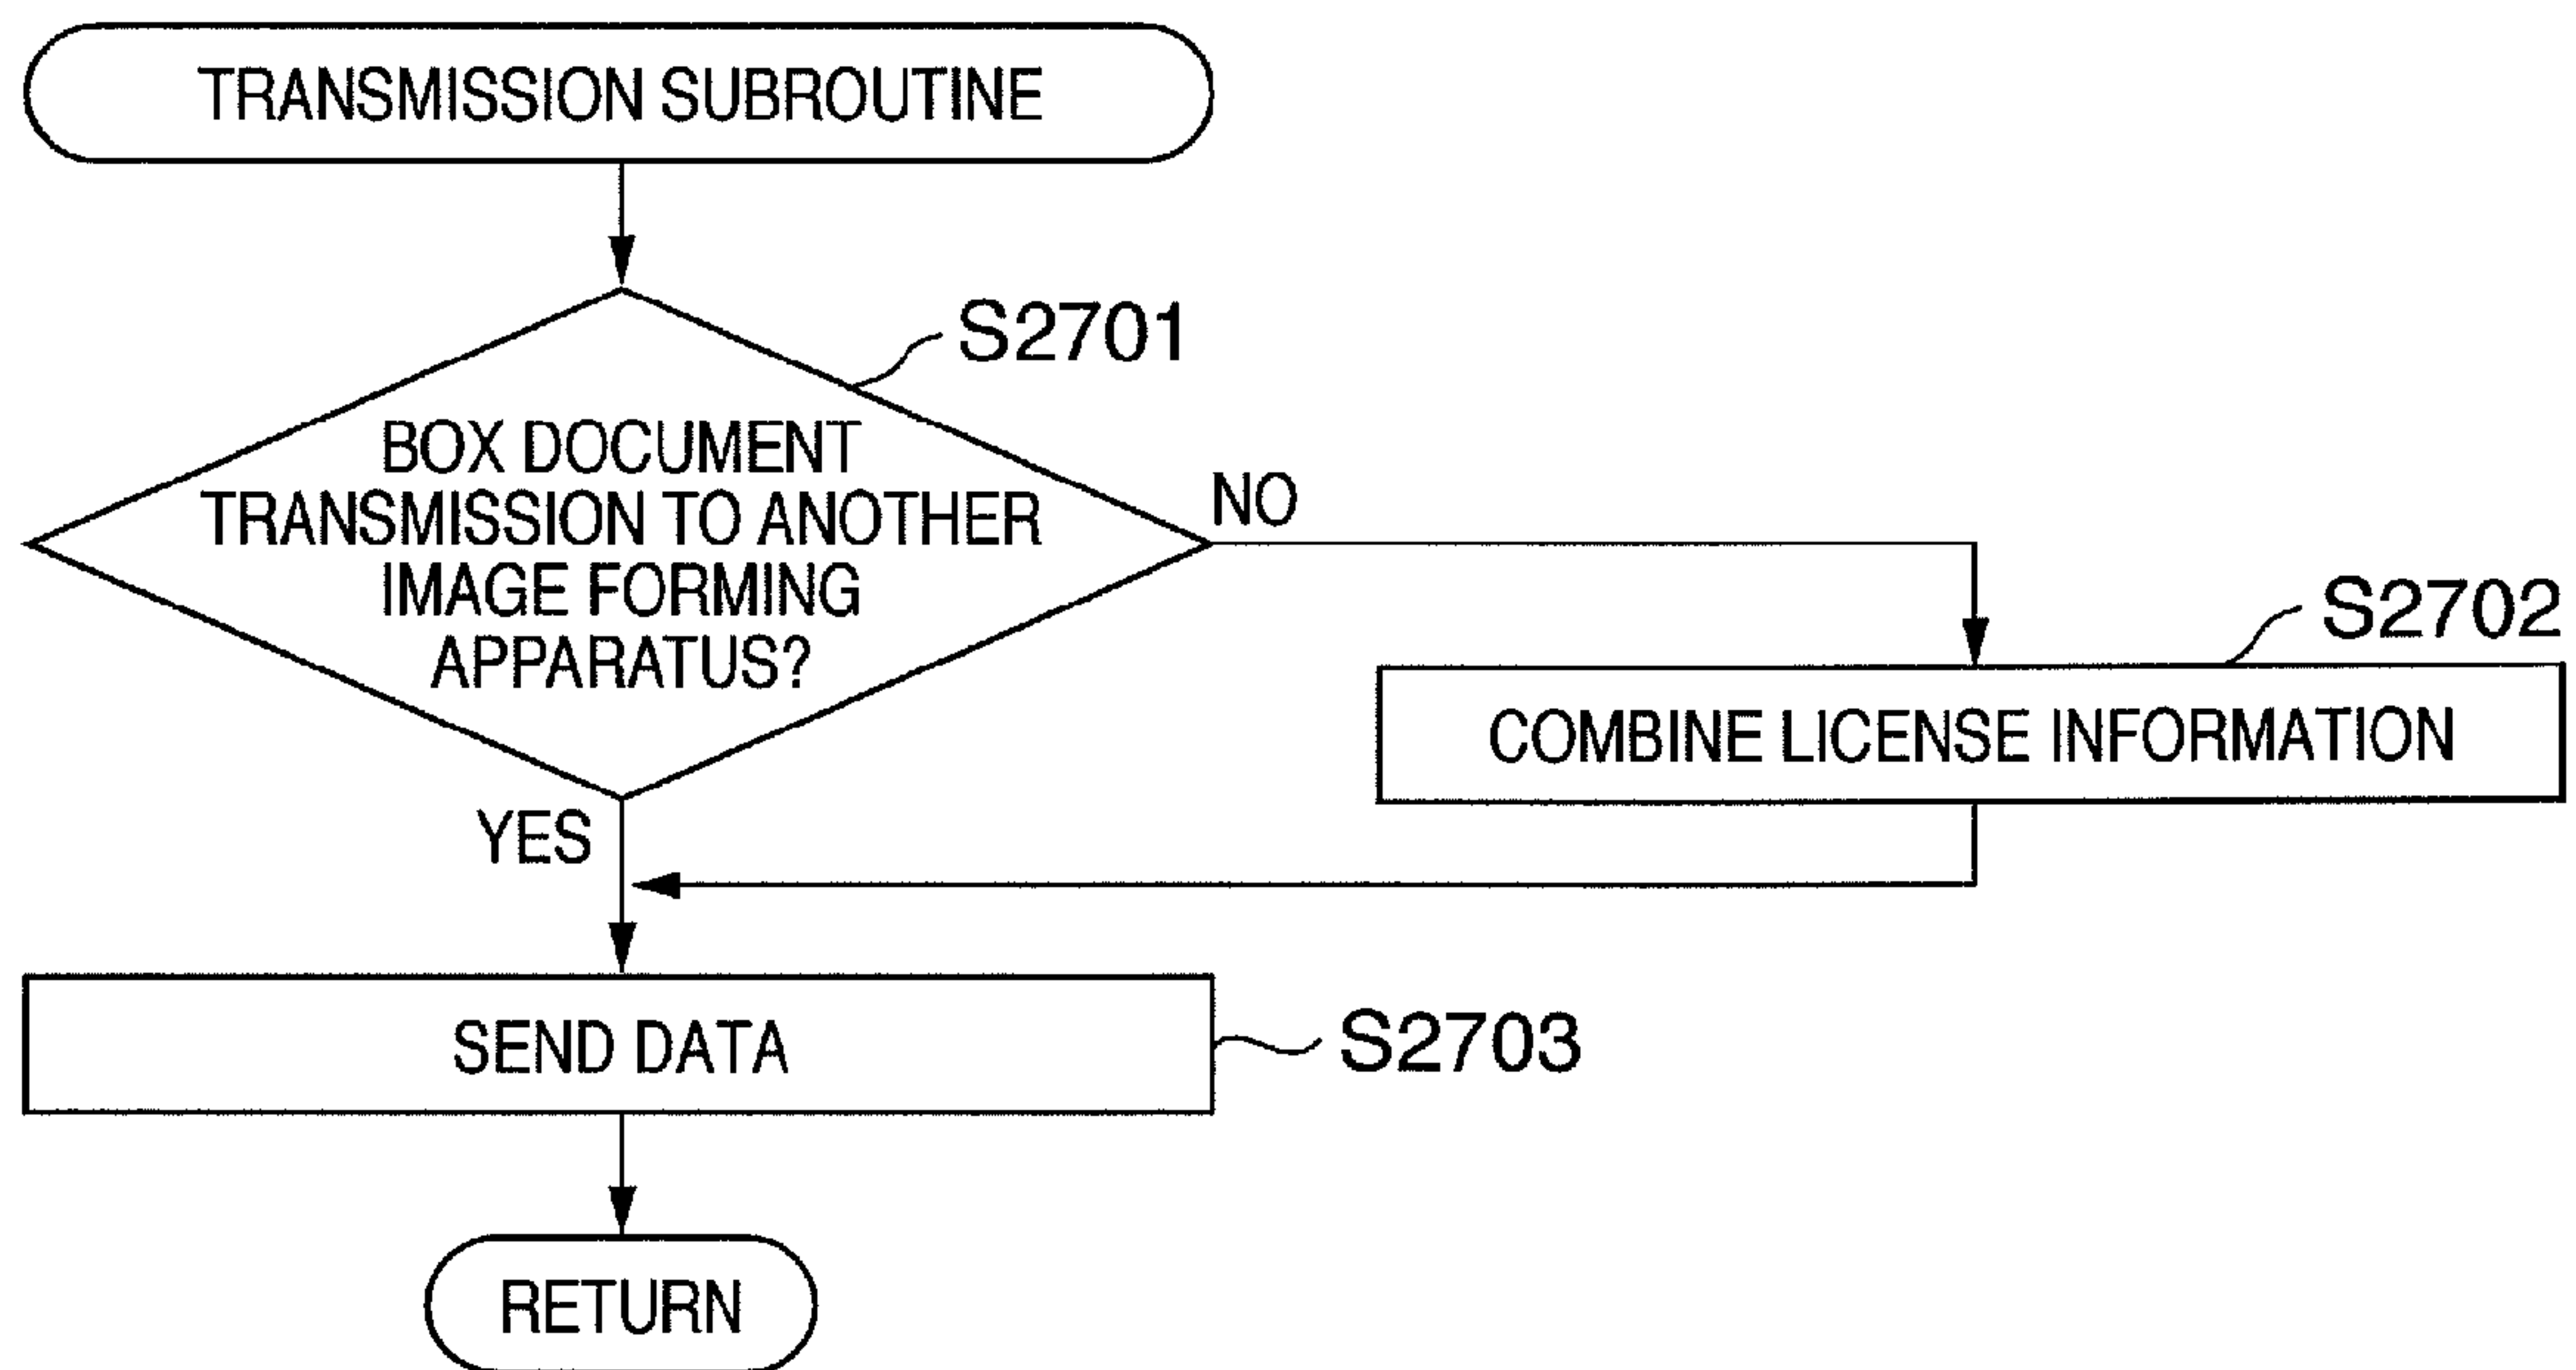 TRANSMISSION SUBROUTINE
S2701
BOX DOCUMENT
TRANSMISSION TO ANOTHER
IMAGE FORMING
APPARATUS?
NO
S2702
COMBINE LICENSE INFORMATION
YES
SEND DATA
S2703
RETURN